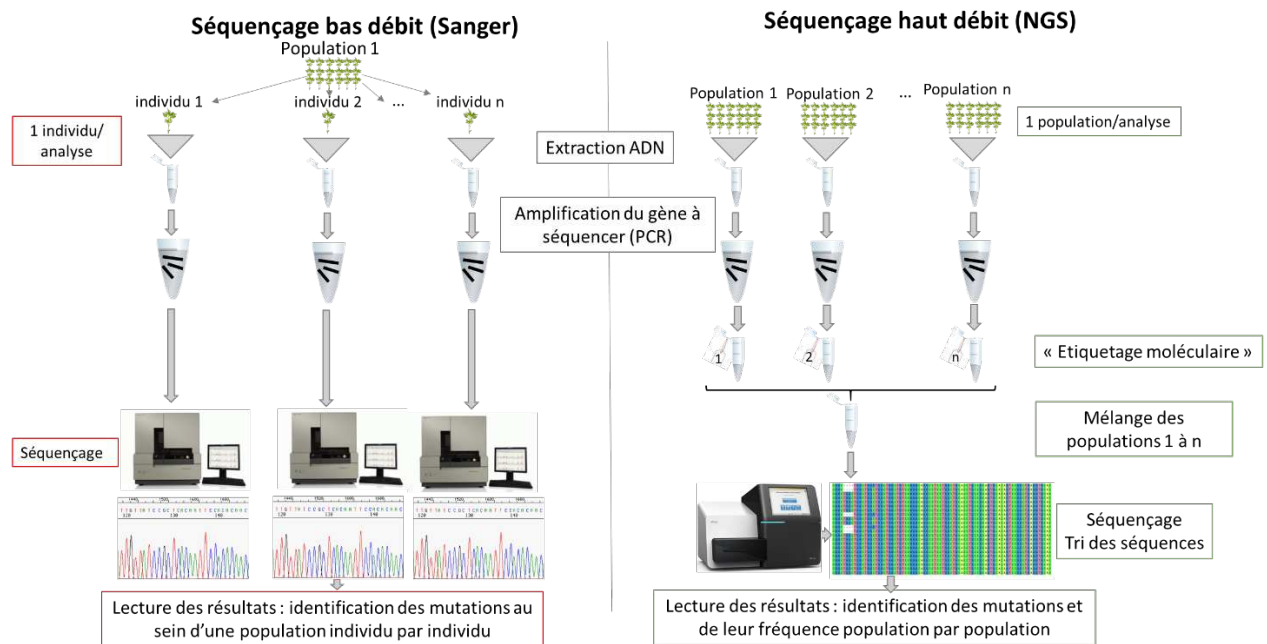 Séquençage bas débit (Sanger)
Population 1
individu 1
individu 2
...
individu n
1 individu/
analyse
Séquençage
Lecture des résultats : identification des mutations au
sein d'une population individu par individu
Extraction ADN
Amplification du gène à
séquencer (PCR)
Séquençage haut débit (NGS)
Population 1
Population 2
...
Population n
1 population/analyse
1
2
n
« Etiquetage moléculaire »
Mélange des
populations 1 à n
Séquençage
Tri des séquences
Lecture des résultats : identification des mutations et
de leur fréquence population par population